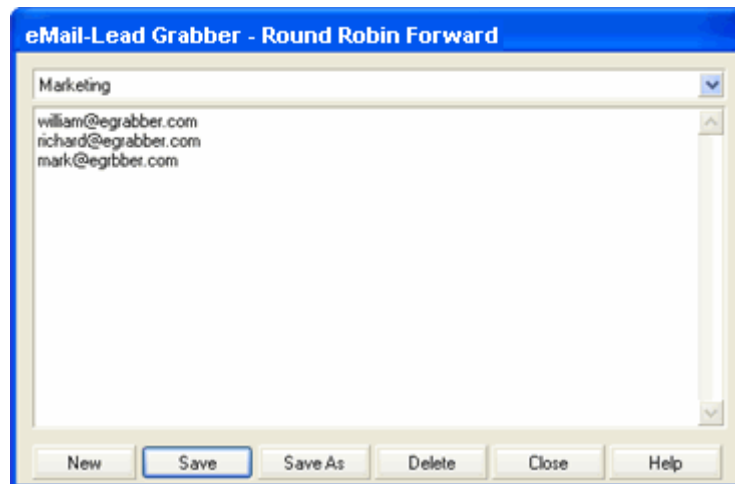 eMail-Lead Grabber - Round Robin Forward
Marketing
william@egrabber.com
richard@egrabber.com
mark@egrbber.com
New Save Save As Delete Close Help